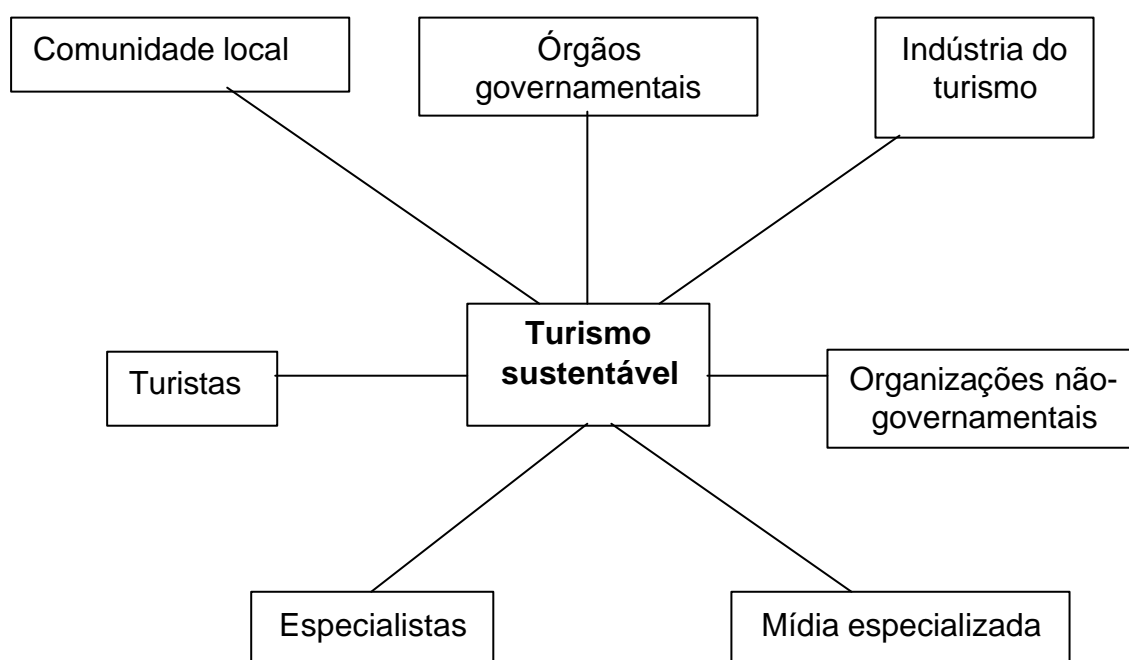 Comunidade local
Órgãos
governamentais
Indústria do
turismo
Turismo
sustentável
Turistas
Organizações não-
governamentais
Especialistas
Mídia especializada